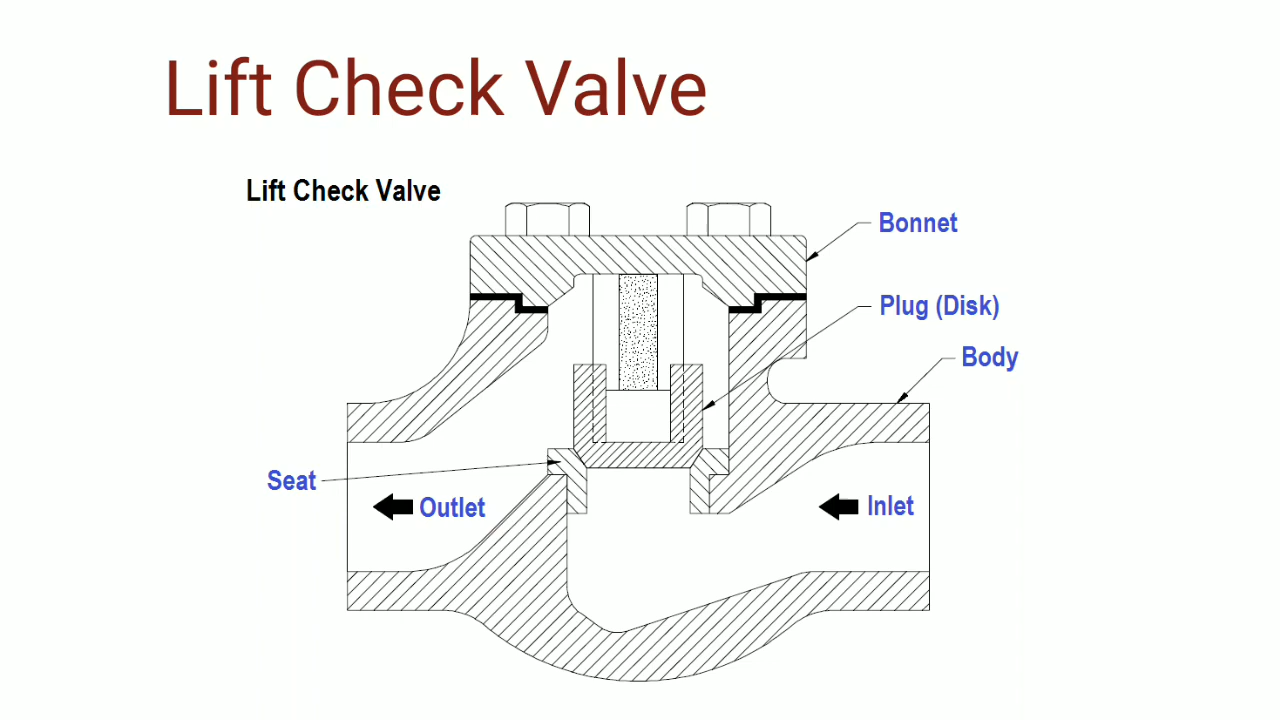 Lift Check Valve
Lift Check Valve
Bonnet
Plug (Disk)
Body
Seat
Outlet
Inlet